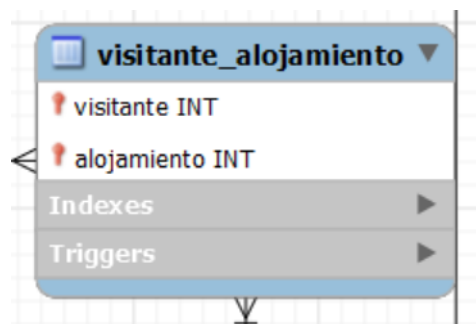 visitante_alojamiento
visitante INT
alojamiento INT
Indexes
Triggers